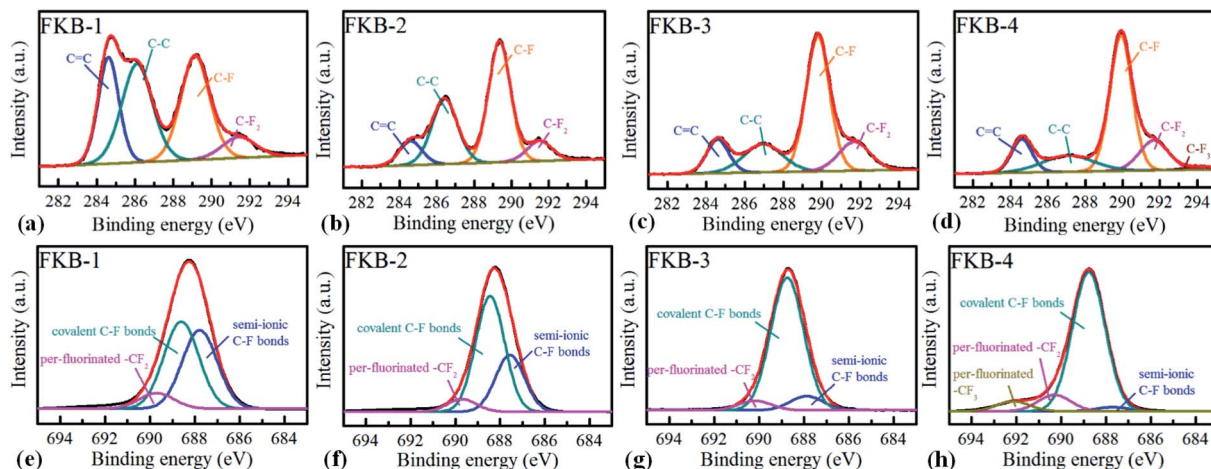 FKB-1
Intensity (a.u.)
C=C
C-C
C-F
C-F2
282 284 286 288 290 292 294
Binding energy (eV)
(a)
FKB-2
Intensity (a.u.)
C=C
C-C
C-F
C-F2
282 284 286 288 290 292 294
Binding energy (eV)
(b)
FKB-3
Intensity (a.u.)
C=C
C-C
C-F
C-F2
282 284 286 288 290 292 294
Binding energy (eV)
(c)
FKB-4
Intensity (a.u.)
C=C
C-C
C-F
C-F2
C-F3
282 284 286 288 290 292 294
Binding energy (eV)
(d)
FKB-1
Intensity (a.u.)
covalent C-F bonds
semi-ionic
C-F bonds
per-fluorinated -CF2
694 692 690 688 686 684
Binding energy (eV)
(e)
FKB-2
Intensity (a.u.)
covalent C-F bonds
semi-ionic
C-F bonds
per-fluorinated -CF2
694 692 690 688 686 684
Binding energy (eV)
(f)
FKB-3
Intensity (a.u.)
covalent C-F bonds
semi-ionic
C-F bonds
per-fluorinated -CF2
694 692 690 688 686 684
Binding energy (eV)
(g)
FKB-4
Intensity (a.u.)
covalent C-F bonds
per-fluorinated -CF2
per-fluorinated
-CF3
semi-ionic
C-F bonds
694 692 690 688 686 684
Binding energy (eV)
(h)